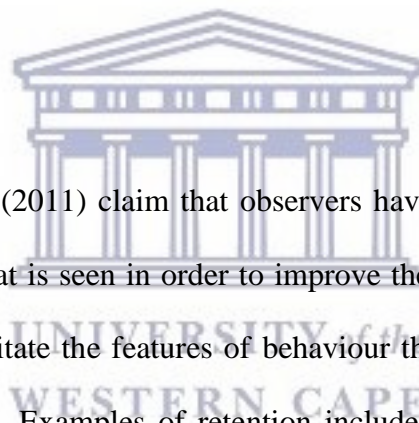 (2011) claim that observers hav
at is seen in order to improve the
UNIVERSITY of the
itate the features of behaviour th
WESTERN CAPE
Examples of retention include